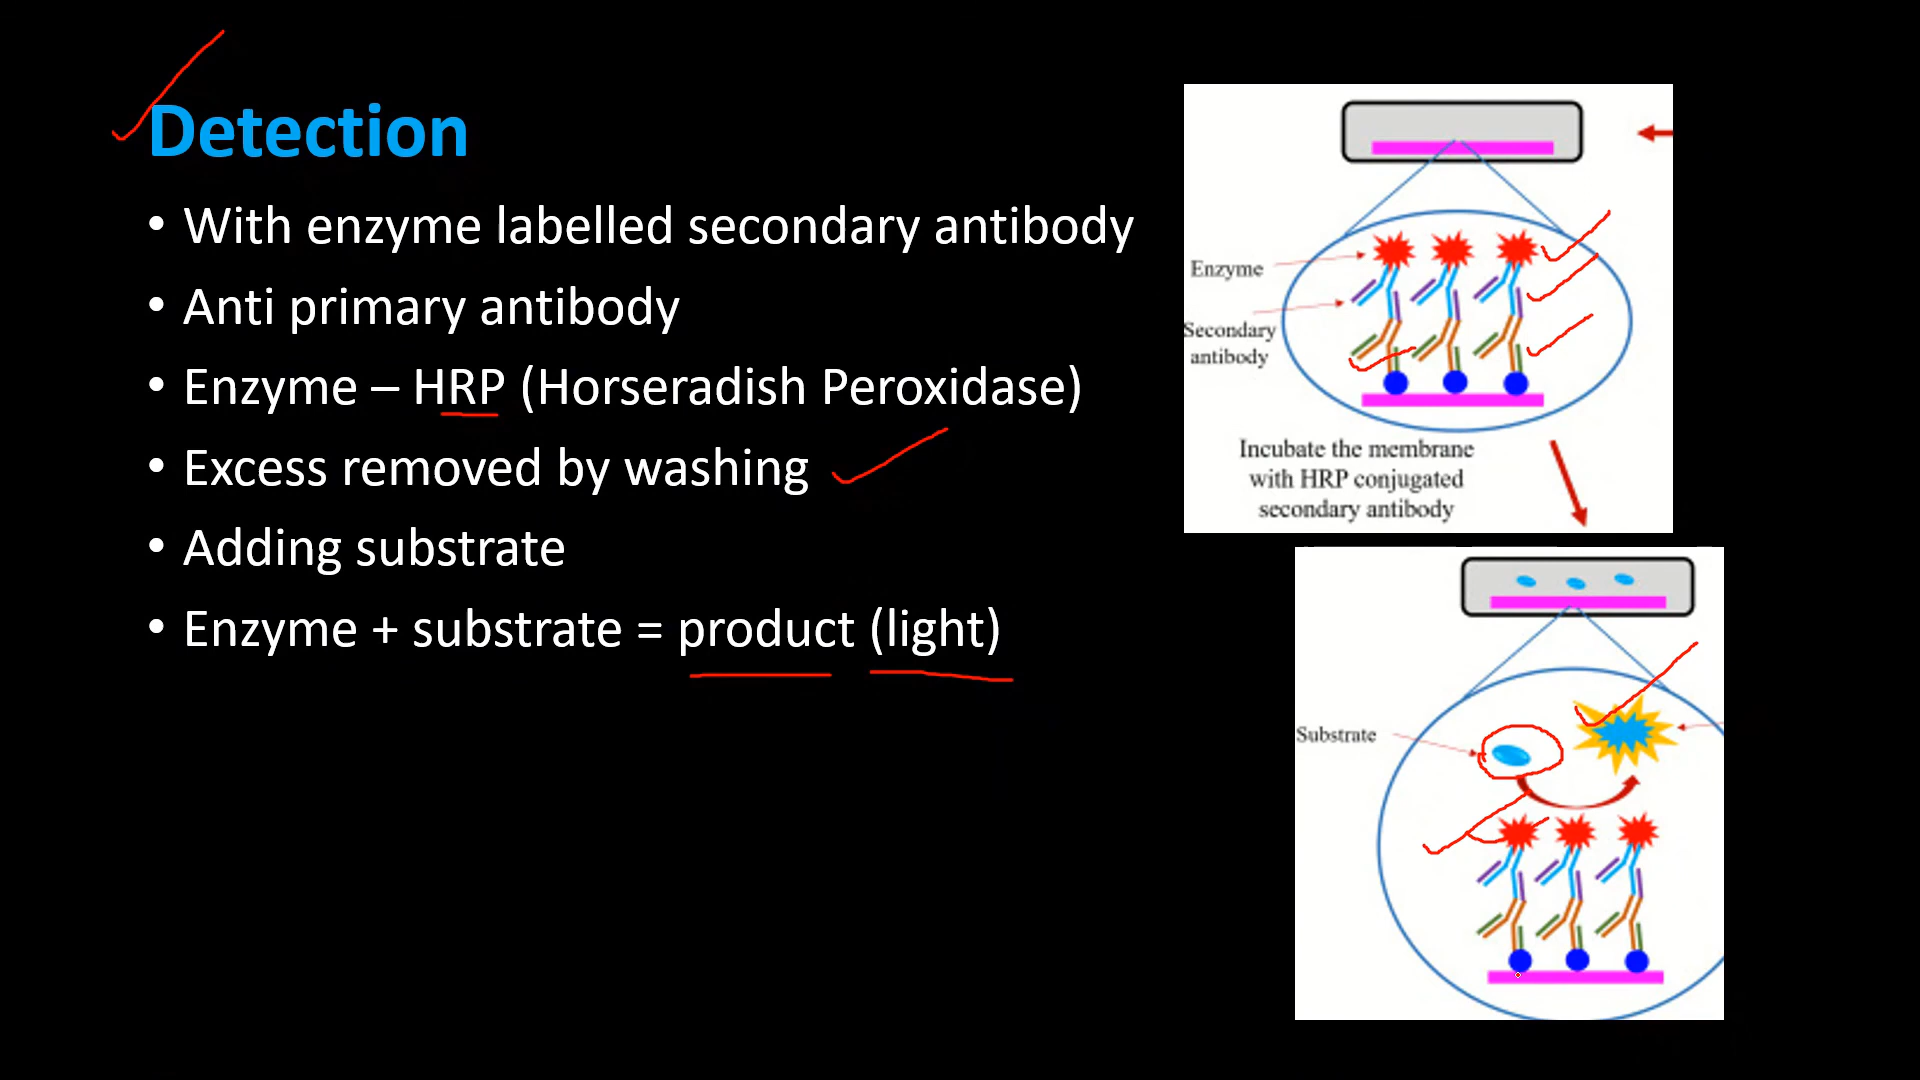 Detection
• With enzyme labelled secondary antibody
• Anti primary antibody
• Enzyme – HRP (Horseradish Peroxidase)
• Excess removed by washing
• Adding substrate
• Enzyme + substrate = product (light)
Enzyme
Secondary
antibody
Incubate the membrane
with HRP conjugated
secondary antibody
Substrate